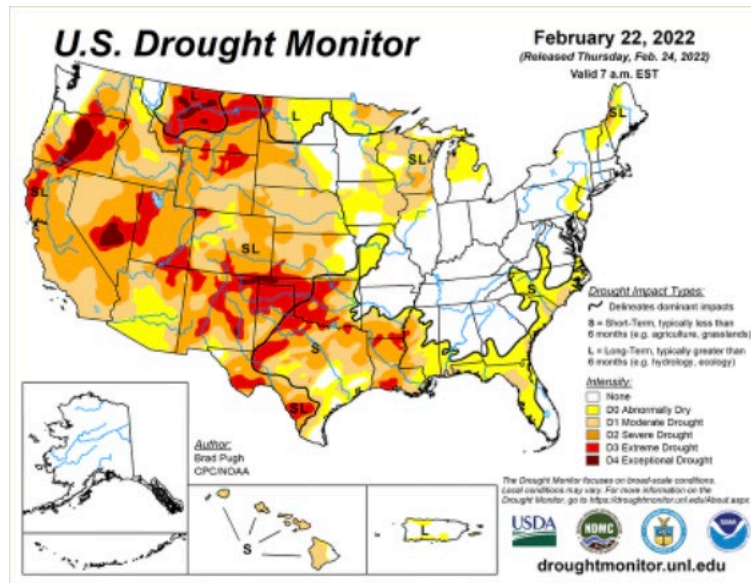 U.S. Drought Monitor
February 22, 2022
(Released Thursday, Feb. 24, 2022)
Valid 7 a.m. EST
L
L
SL
SL
SL
SL
S
S
SL
Drought Impact Types:
Delineates dominant impacts
S = Short-Term, typically less than
6 months (e.g. agriculture, grasslands)
L = Long-Term, typically greater than
6 months (e.g. hydrology, ecology)
Intensity:
None
D0 Abnormally Dry
D1 Moderate Drought
D2 Severe Drought
D3 Extreme Drought
D4 Exceptional Drought
Author:
Brad Pugh
CPC/NOAA
S
L
The Drought Monitor focuses on broad-scale conditions.
Local conditions may vary. For more information on the
Drought Monitor, go to https://droughtmonitor.unl.edu/About.aspx
USDA
NDMC
NOAA
droughtmonitor.unl.edu